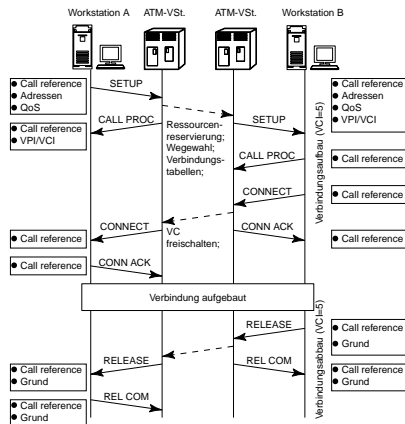 Workstation A ATM-VSt. ATM-VSt. Workstation B
● Call reference
● Adressen
● QoS
SETUP
● Call reference
● Adressen
● QoS
● VPI/VCI
● Call reference
● VPI/VCI
CALL PROC
Ressourcen-
reservierung;
Wegewahl;
Verbindungs-
tabellen;
SETUP
CALL PROC
● Call reference
CONNECT
● Call reference
Verbindungsaufbau (VCI=5)
● Call reference
CONNECT
VC
freischalten;
CONN ACK
● Call reference
● Call reference
CONN ACK
Verbindung aufgebaut
RELEASE
● Call reference
● Grund
● Call reference
● Grund
RELEASE
REL COM
● Call reference
● Grund
Verbindungsabbau (VCI=5)
● Call reference
● Grund
REL COM